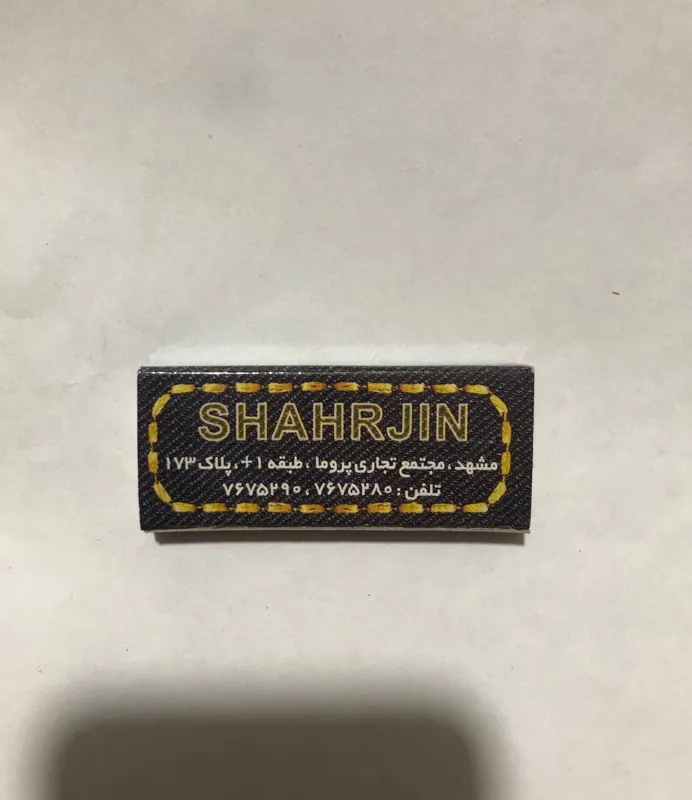 SHAHRJIN
مشهد ، مجتمع تجاری پروما ، طبقه ۱+ ، پلاک ۱۷۳
تلفن : ۷۶۷۵۲۸۰ ، ۷۶۷۵۲۹۰